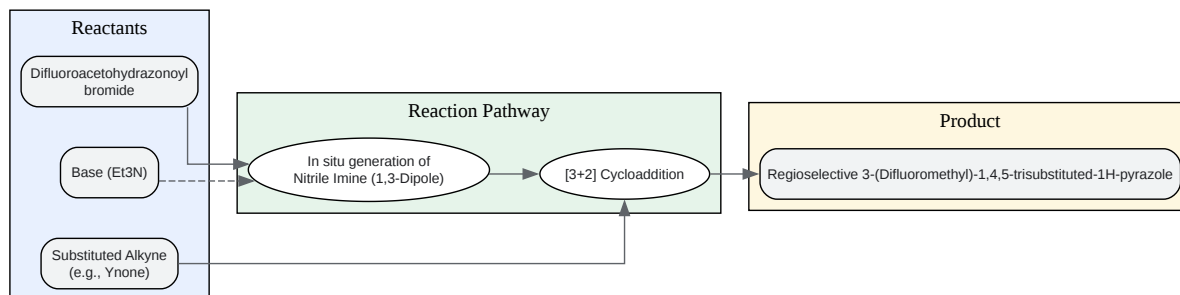 Reactants
Difluoroacetohydrazonoyl
bromide
Base (Et3N)
Substituted Alkyne
(e.g., Ynone)
Reaction Pathway
In situ generation of
Nitrile Imine (1,3-Dipole)
[3+2] Cycloaddition
Product
Regioselective 3-(Difluoromethyl)-1,4,5-trisubstituted-1H-pyrazole